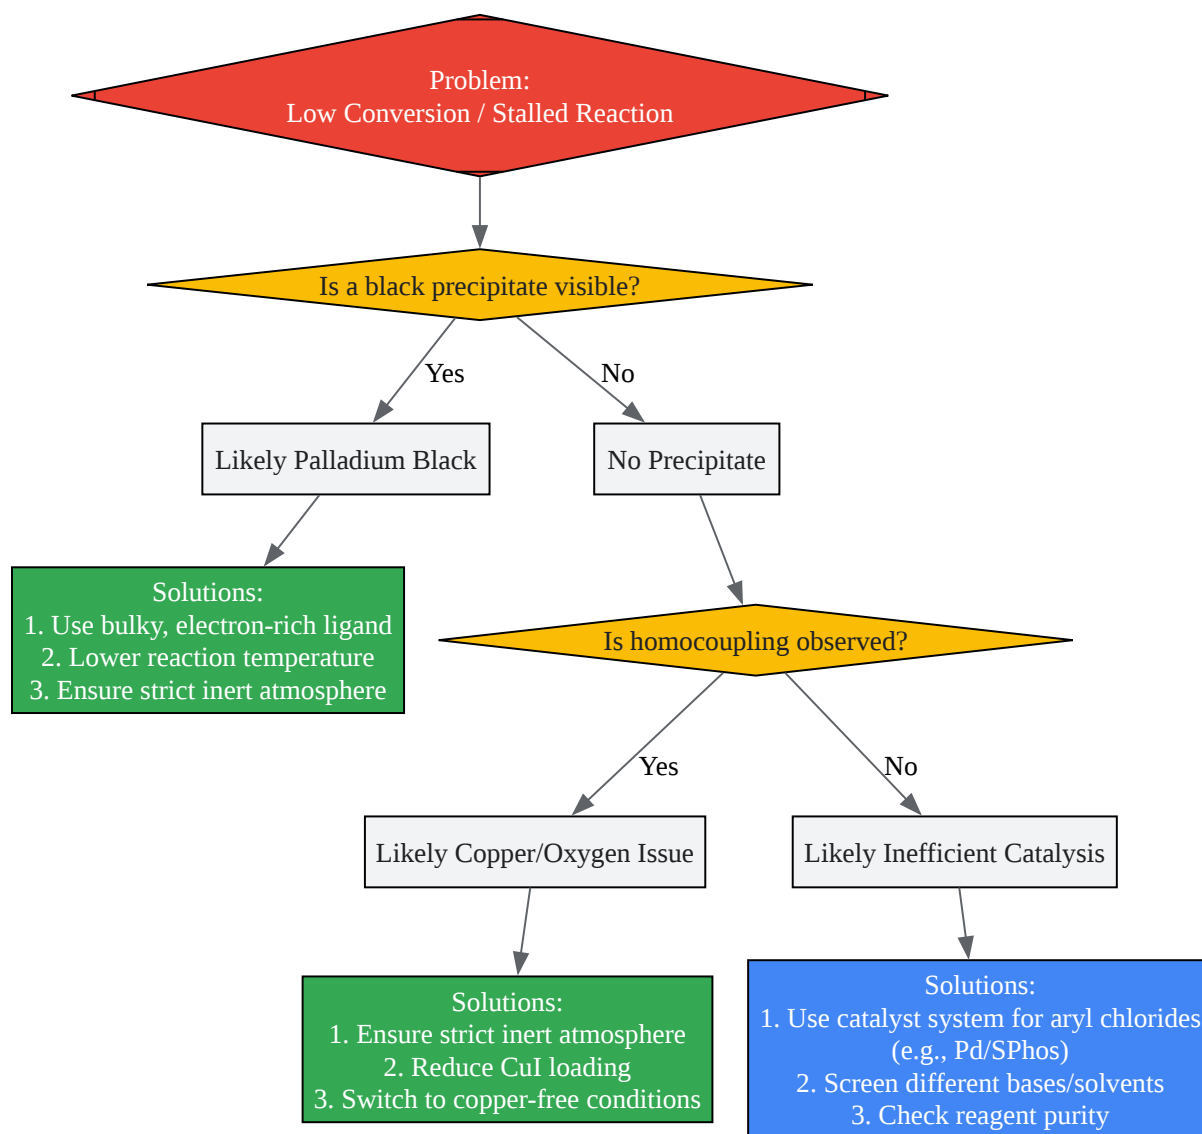 Problem:
Low Conversion / Stalled Reaction
Is a black precipitate visible?
Yes
No
Likely Palladium Black
No Precipitate
Solutions:
1. Use bulky, electron-rich ligand
2. Lower reaction temperature
3. Ensure strict inert atmosphere
Is homocoupling observed?
Yes
No
Likely Copper/Oxygen Issue
Likely Inefficient Catalysis
Solutions:
1. Ensure strict inert atmosphere
2. Reduce CuI loading
3. Switch to copper-free conditions
Solutions:
1. Use catalyst system for aryl chlorides
(e.g., Pd/SPhos)
2. Screen different bases/solvents
3. Check reagent purity